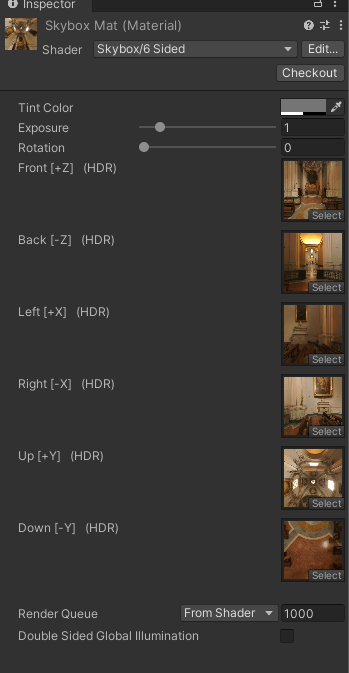 Inspector
Skybox Mat (Material)
Shader Skybox/6 Sided Edit...
Checkout
Tint Color
Exposure 1
Rotation 0
Front [+Z] (HDR)
Select
Back [-Z] (HDR)
Select
Left [+X] (HDR)
Select
Right [-X] (HDR)
Select
Up [+Y] (HDR)
Select
Down [-Y] (HDR)
Select
Render Queue From Shader 1000
Double Sided Global Illumination